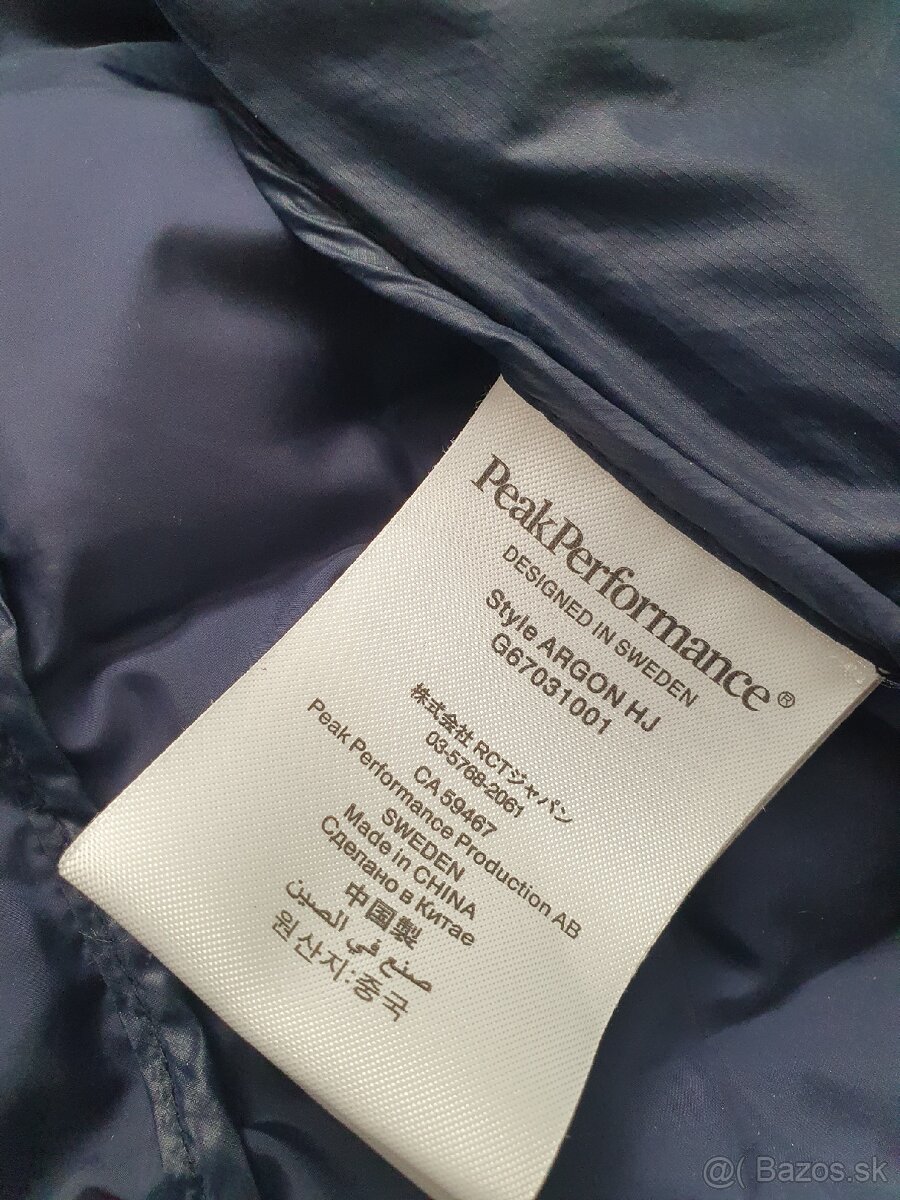 PeakPerformance®
DESIGNED IN SWEDEN
Style ARGON HJ
G67031001
株式会社 RCTジャパン
03-5768-2061
CA 59467
Peak Performance Production AB
SWEDEN
Made in CHINA
Сделано в Китае
中国製
صنع في الصين
원산지:중국
@( Bazos.sk